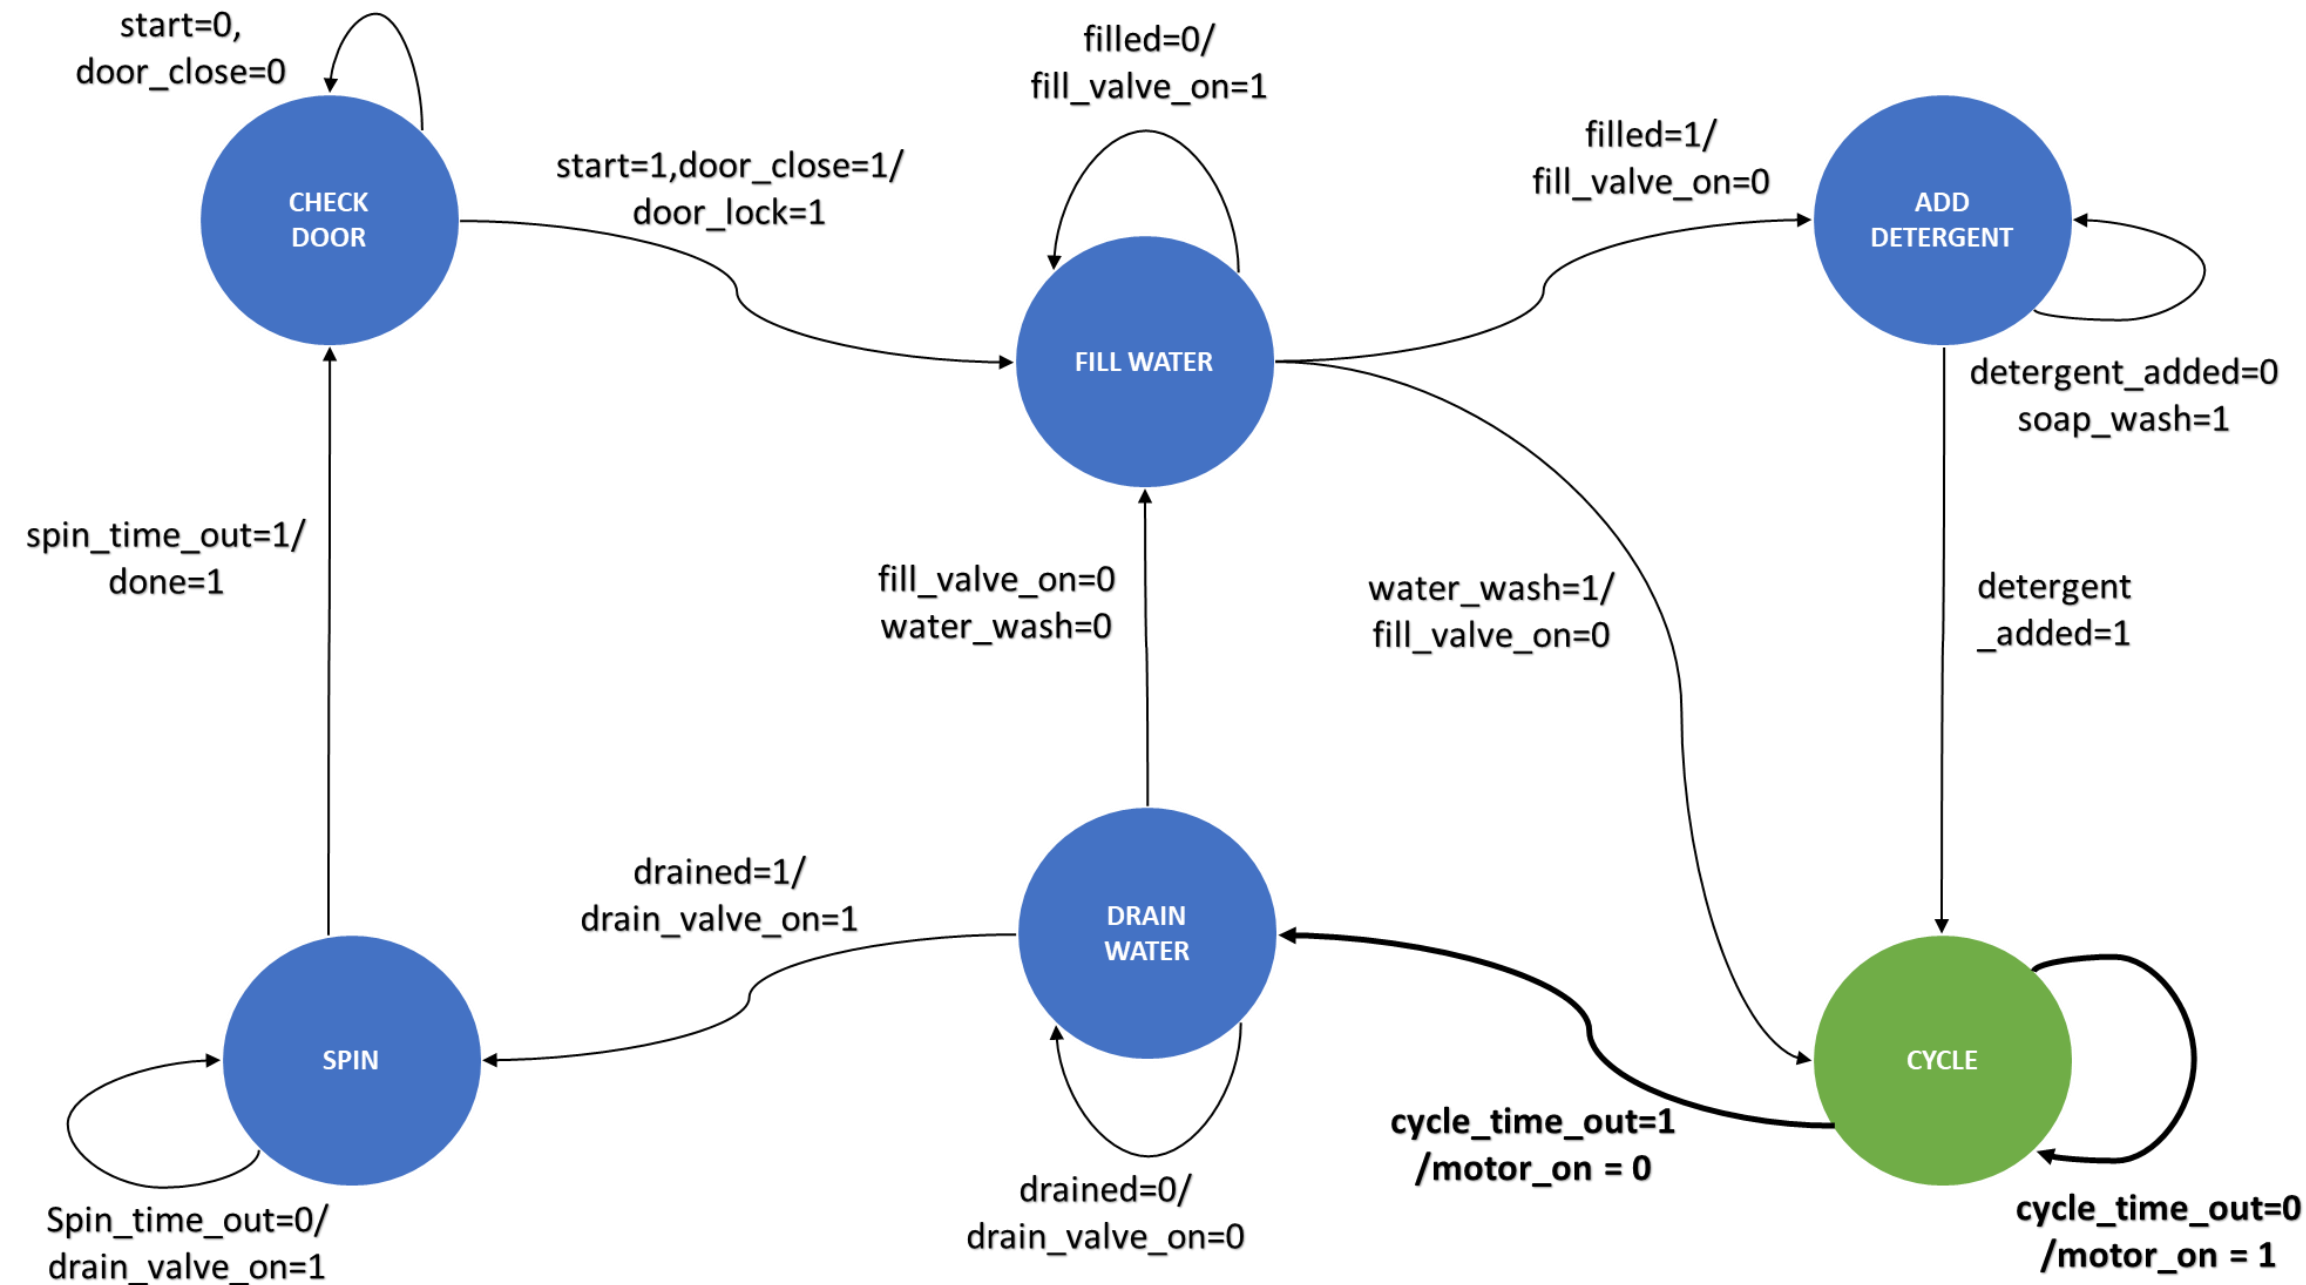 start=0,
door_close=0
filled=0/
fill_valve_on=1
filled=1/
fill_valve_on=0
start=1,door_close=1/
door_lock=1
CHECK
DOOR
ADD
DETERGENT
FILL WATER
detergent_added=0
soap_wash=1
spin_time_out=1/
done=1
fill_valve_on=0
water_wash=0
water_wash=1/
fill_valve_on=0
detergent
_added=1
drained=1/
drain_valve_on=1
DRAIN
WATER
SPIN
CYCLE
cycle_time_out=1
/motor_on = 0
drained=0/
drain_valve_on=0
Spin_time_out=0/
drain_valve_on=1
cycle_time_out=0
/motor_on = 1